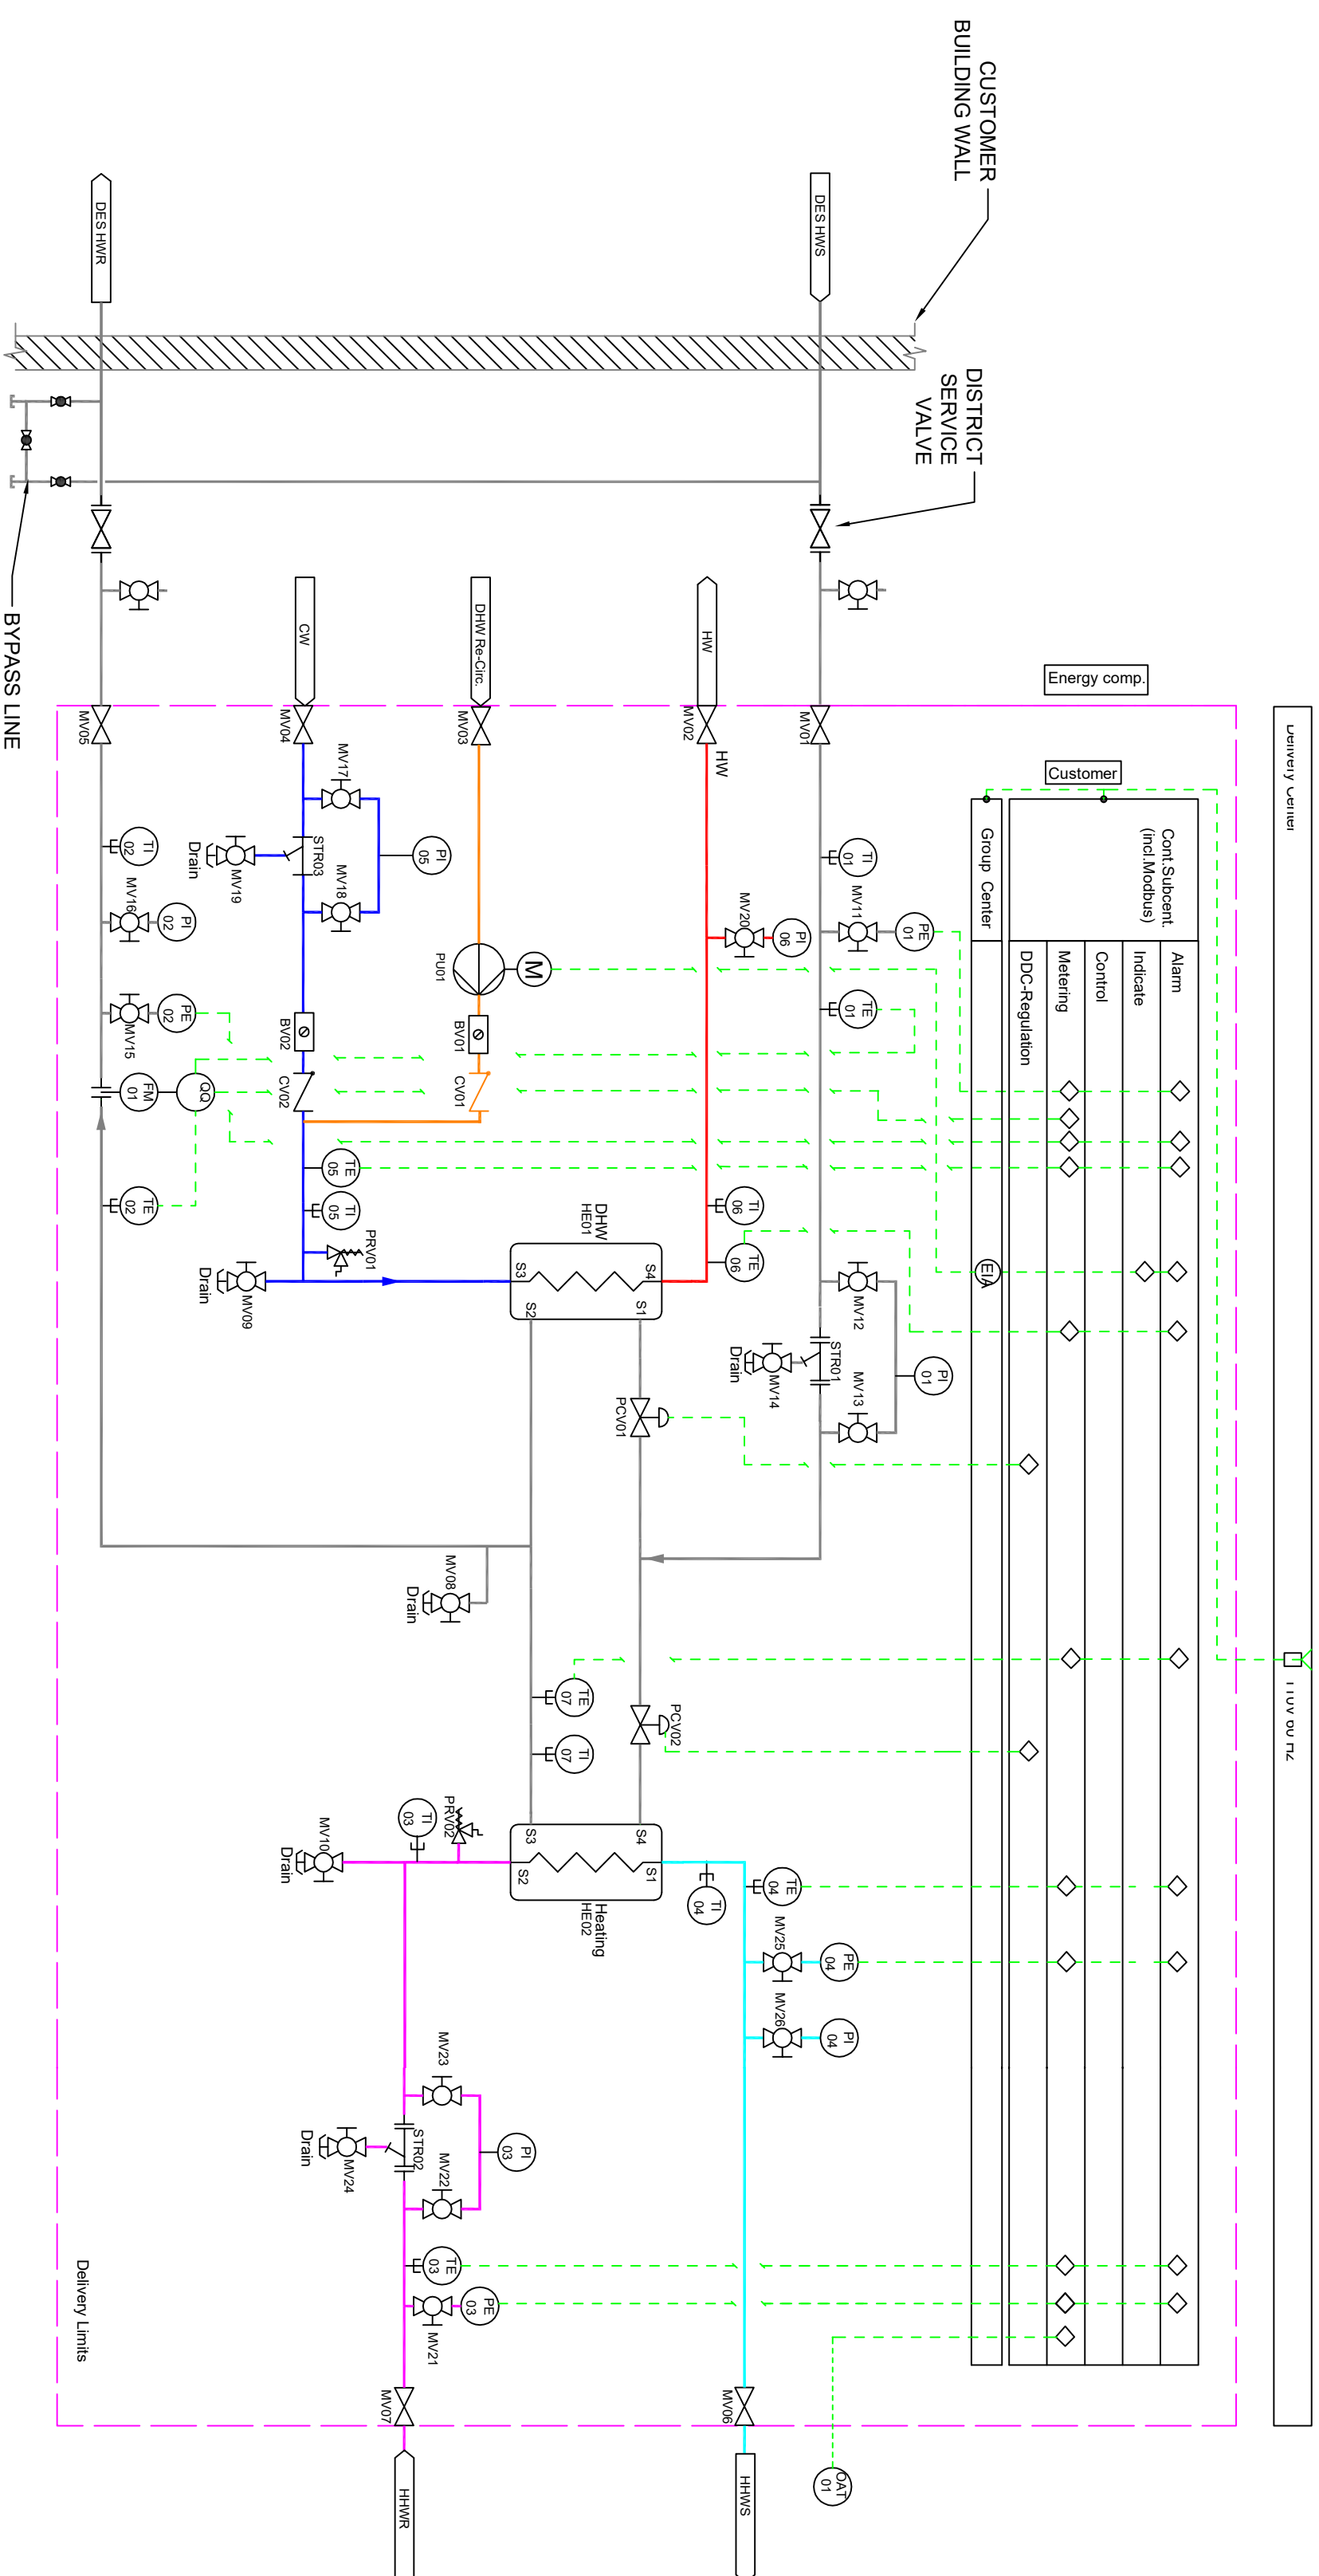 CUSTOMER
BUILDING WALL
DES HWR
DES HWS
DISTRICT
SERVICE
VALVE
BYPASS LINE
Energy comp.
Customer
Cont.Subcent.
(incl.Modbus)
Group Center
Alarm
Indicate
Control
Metering
DDC-Regulation
CW
DHW Re-Circ.
HW
HW
MV05
MV04
MV03
MV02
MV01
TI
02
MV16
PI
02
MV15
PE
02
FM
01
QQ
TE
02
MV17
STR03
MV18
MV19
Drain
PI
05
BV02
CV02
TE
05
TI
05
PRV01
MV09
Drain
PU01
M
BV01
CV01
MV20
PI
06
TI
06
TE
06
TI
01
MV11
PE
01
TE
01
MV12
STR01
MV13
MV14
Drain
PI
01
EIA
DHW
HE01
S3
S4
S2
S1
PCV01
MV08
Drain
TE
07
TI
07
PCV02
S3
S4
S2
S1
Heating
HE02
TI
03
PRV02
MV10
Drain
TI
04
TE
04
MV25
PE
04
MV26
PI
04
MV23
STR02
MV22
MV24
Drain
PI
03
TE
03
PE
03
MV21
MV07
MV06
HHWR
HHWS
OAT
01
Delivery Limits